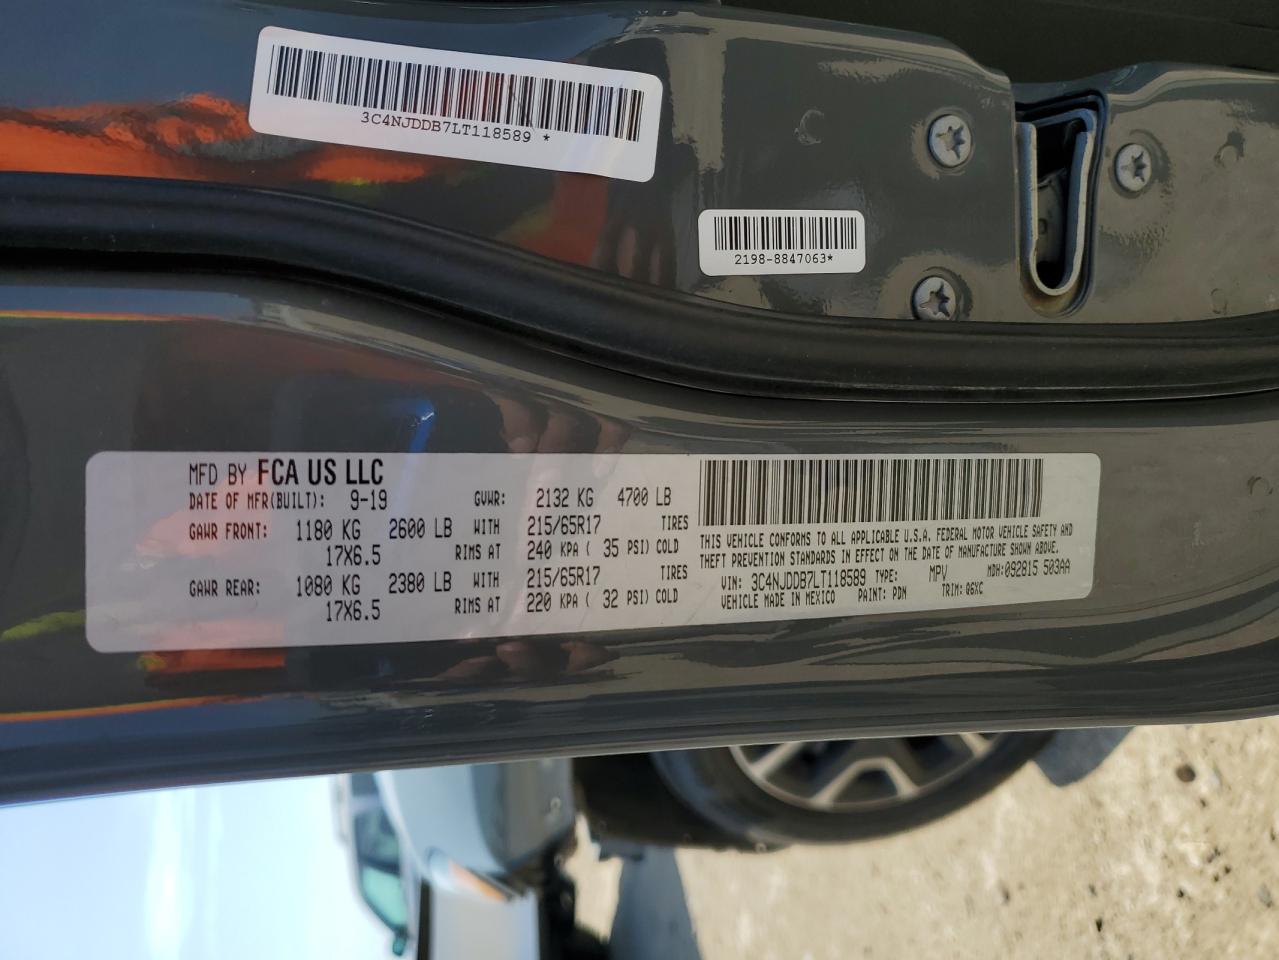 3C4NJDDB7LT118589 *
2198-8847063*
MFD BY FCA US LLC
DATE OF MFR(BUILT): 9-19 GVWR: 2132 KG 4700 LB
GAWR FRONT: 1180 KG 2600 LB WITH 215/65R17 TIRES
17X6.5 RIMS AT 240 KPA ( 35 PSI) COLD
GAWR REAR: 1080 KG 2380 LB WITH 215/65R17 TIRES
17X6.5 RIMS AT 220 KPA ( 32 PSI) COLD
THIS VEHICLE CONFORMS TO ALL APPLICABLE U.S.A. FEDERAL MOTOR VEHICLE SAFETY AND
THEFT PREVENTION STANDARDS IN EFFECT ON THE DATE OF MANUFACTURE SHOWN ABOVE.
VIN: 3C4NJDDB7LT118589 TYPE: MPV MDH: 092815 503AA
VEHICLE MADE IN MEXICO PAINT: PDN TRIM: Q6XC